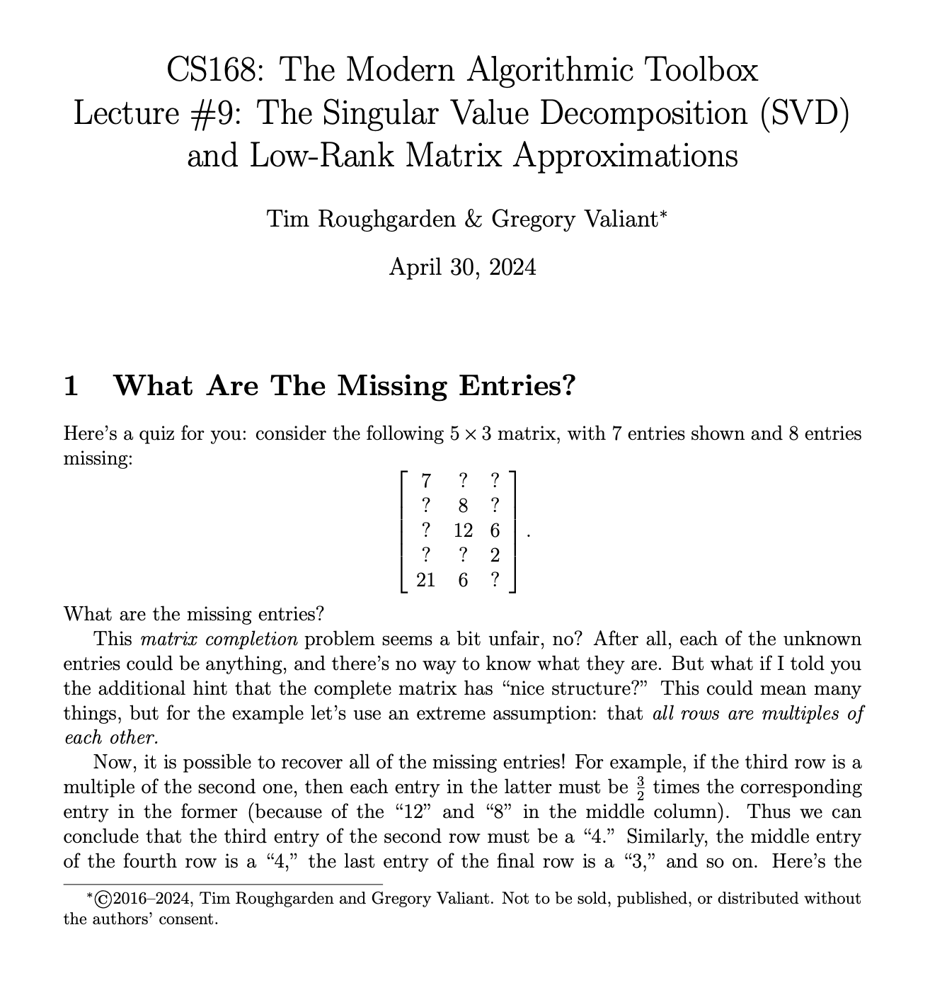 CS168: The Modern Algorithmic Toolbox
Lecture #9: The Singular Value Decomposition (SVD)
and Low-Rank Matrix Approximations
Tim Roughgarden & Gregory Valiant*
April 30, 2024
1 What Are The Missing Entries?
Here's a quiz for you: consider the following 5 × 3 matrix, with 7 entries shown and 8 entries
missing:
7 ? ?
? 8 ?
? 12 6
? ? 2
21 6 ?
.
What are the missing entries?
This matrix completion problem seems a bit unfair, no? After all, each of the unknown
entries could be anything, and there's no way to know what they are. But what if I told you
the additional hint that the complete matrix has “nice structure?” This could mean many
things, but for the example let's use an extreme assumption: that all rows are multiples of
each other.
Now, it is possible to recover all of the missing entries! For example, if the third row is a
multiple of the second one, then each entry in the latter must be 3/2 times the corresponding
entry in the former (because of the “12” and “8” in the middle column). Thus we can
conclude that the third entry of the second row must be a “4.” Similarly, the middle entry
of the fourth row is a “4,” the last entry of the final row is a “3,” and so on. Here's the
*©2016–2024, Tim Roughgarden and Gregory Valiant. Not to be sold, published, or distributed without
the authors' consent.